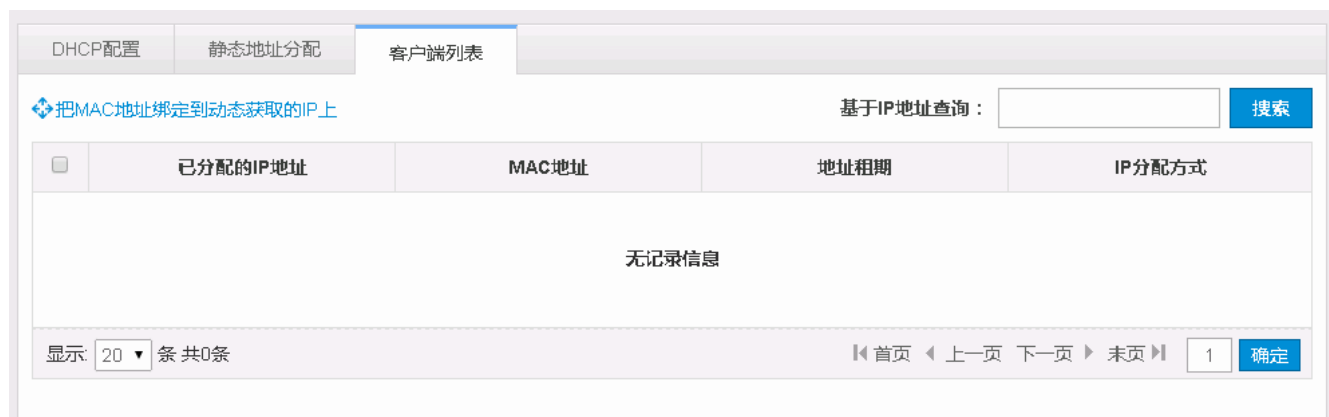 DHCP配置 静态地址分配 客户端列表
把MAC地址绑定到动态获取的IP上 基于IP地址查询： 搜索
已分配的IP地址 MAC地址 地址租期 IP分配方式
无记录信息
显示: 20 条 共0条 首页 上一页 下一页 末页 1 确定